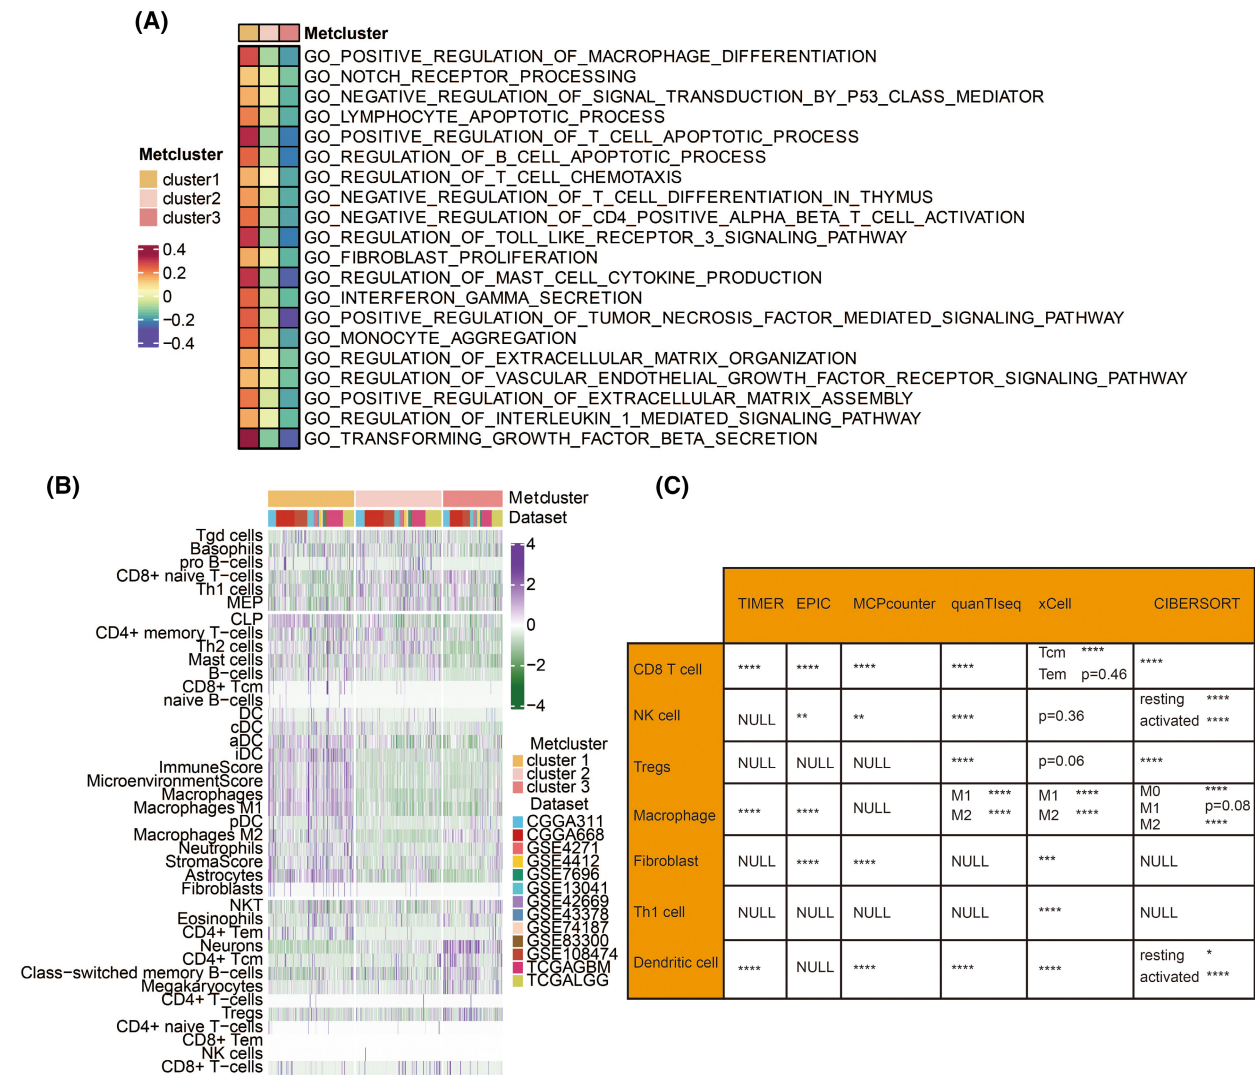 (A)
Metcluster
GO_POSITIVE_REGULATION_OF_MACROPHAGE_DIFFERENTIATION
GO_NOTCH_RECEPTOR_PROCESSING
GO_NEGATIVE_REGULATION_OF_SIGNAL_TRANSDUCTION_BY_P53_CLASS_MEDIATOR
GO_LYMPHOCYTE_APOPTOTIC_PROCESS
GO_POSITIVE_REGULATION_OF_T_CELL_APOPTOTIC_PROCESS
GO_REGULATION_OF_B_CELL_APOPTOTIC_PROCESS
GO_REGULATION_OF_T_CELL_CHEMOTAXIS
GO_NEGATIVE_REGULATION_OF_T_CELL_DIFFERENTIATION_IN_THYMUS
GO_NEGATIVE_REGULATION_OF_CD4_POSITIVE_ALPHA_BETA_T_CELL_ACTIVATION
GO_REGULATION_OF_TOLL_LIKE_RECEPTOR_3_SIGNALING_PATHWAY
GO_FIBROBLAST_PROLIFERATION
GO_REGULATION_OF_MAST_CELL_CYTOKINE_PRODUCTION
GO_INTERFERON_GAMMA_SECRETION
GO_POSITIVE_REGULATION_OF_TUMOR_NECROSIS_FACTOR_MEDIATED_SIGNALING_PATHWAY
GO_MONOCYTE_AGGREGATION
GO_REGULATION_OF_EXTRACELLULAR_MATRIX_ORGANIZATION
GO_REGULATION_OF_VASCULAR_ENDOTHELIAL_GROWTH_FACTOR_RECEPTOR_SIGNALING_PATHWAY
GO_POSITIVE_REGULATION_OF_EXTRACELLULAR_MATRIX_ASSEMBLY
GO_REGULATION_OF_INTERLEUKIN_1_MEDIATED_SIGNALING_PATHWAY
GO_TRANSFORMING_GROWTH_FACTOR_BETA_SECRETION
Metcluster
cluster1
cluster2
cluster3
0.4
0.2
0
−0.2
−0.4
(B)
Metcluster
Dataset
Tgd cells
Basophils
pro B−cells
CD8+ naive T−cells
Th1 cells
MEP
CLP
CD4+ memory T−cells
Th2 cells
Mast cells
B−cells
CD8+ Tcm
naive B−cells
DC
cDC
aDC
iDC
ImmuneScore
MicroenvironmentScore
Macrophages
Macrophages M1
pDC
Macrophages M2
Neutrophils
StromaScore
Astrocytes
Fibroblasts
NKT
Eosinophils
CD4+ Tem
Neurons
CD4+ Tcm
Class−switched memory B−cells
Megakaryocytes
CD4+ T−cells
Tregs
CD4+ naive T−cells
CD8+ Tem
NK cells
CD8+ T−cells
4
2
0
−2
−4
Metcluster
cluster 1
cluster 2
cluster 3
Dataset
CGGA311
CGGA668
GSE4271
GSE4412
GSE7696
GSE13041
GSE42669
GSE43378
GSE74187
GSE83300
GSE108474
TCGAGBM
TCGALGG
(C)
TIMER EPIC MCPcounter quanTIseq xCell CIBERSORT
CD8 T cell **** **** **** **** Tcm **** Tem p=0.46 ****
NK cell NULL ** ** **** p=0.36 resting **** activated ****
Tregs NULL NULL NULL **** p=0.06 ****
Macrophage **** **** NULL M1 **** M2 **** M1 **** M2 **** M0 **** M1 p=0.08 M2 ****
Fibroblast NULL **** **** NULL *** NULL
Th1 cell NULL NULL NULL NULL **** NULL
Dendritic cell **** NULL **** **** **** resting * activated ****